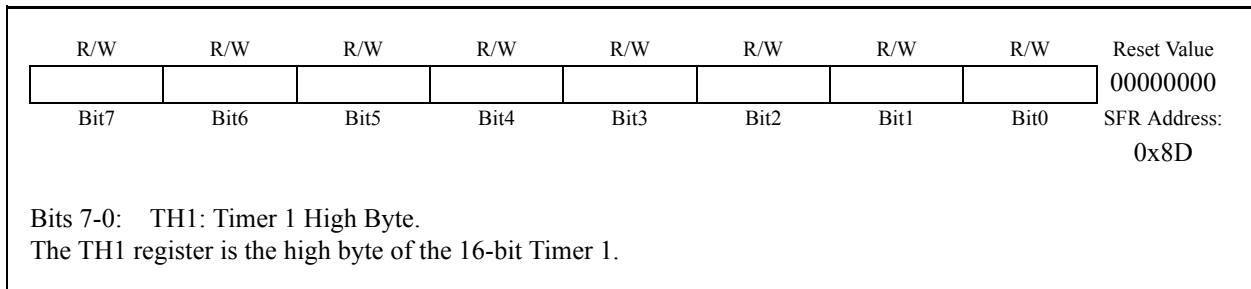 R/W R/W R/W R/W R/W R/W R/W R/W Reset Value
00000000
Bit7 Bit6 Bit5 Bit4 Bit3 Bit2 Bit1 Bit0 SFR Address:
0x8D
Bits 7-0: TH1: Timer 1 High Byte.
The TH1 register is the high byte of the 16-bit Timer 1.